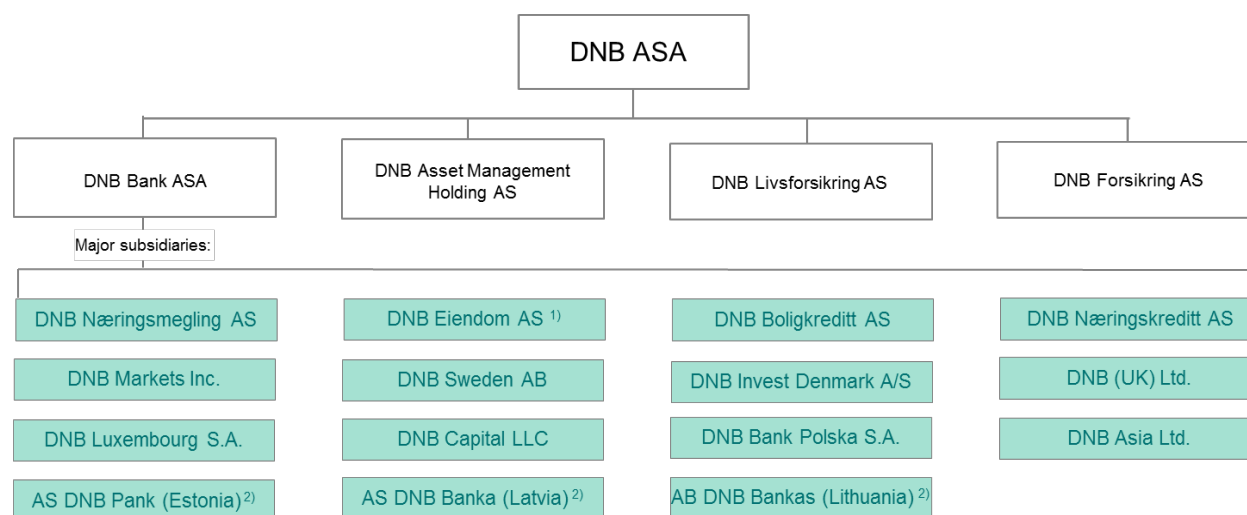 DNB ASA
DNB Bank ASA
DNB Asset Management
Holding AS
DNB Livsforsikring AS
DNB Forsikring AS
Major subsidiaries:
DNB Næringsmegling AS
DNB Eiendom AS 1)
DNB Boligkreditt AS
DNB Næringskreditt AS
DNB Markets Inc.
DNB Sweden AB
DNB Invest Denmark A/S
DNB (UK) Ltd.
DNB Luxembourg S.A.
DNB Capital LLC
DNB Bank Polska S.A.
DNB Asia Ltd.
AS DNB Pank (Estonia) 2)
AS DNB Banka (Latvia) 2)
AB DNB Bankas (Lithuania) 2)